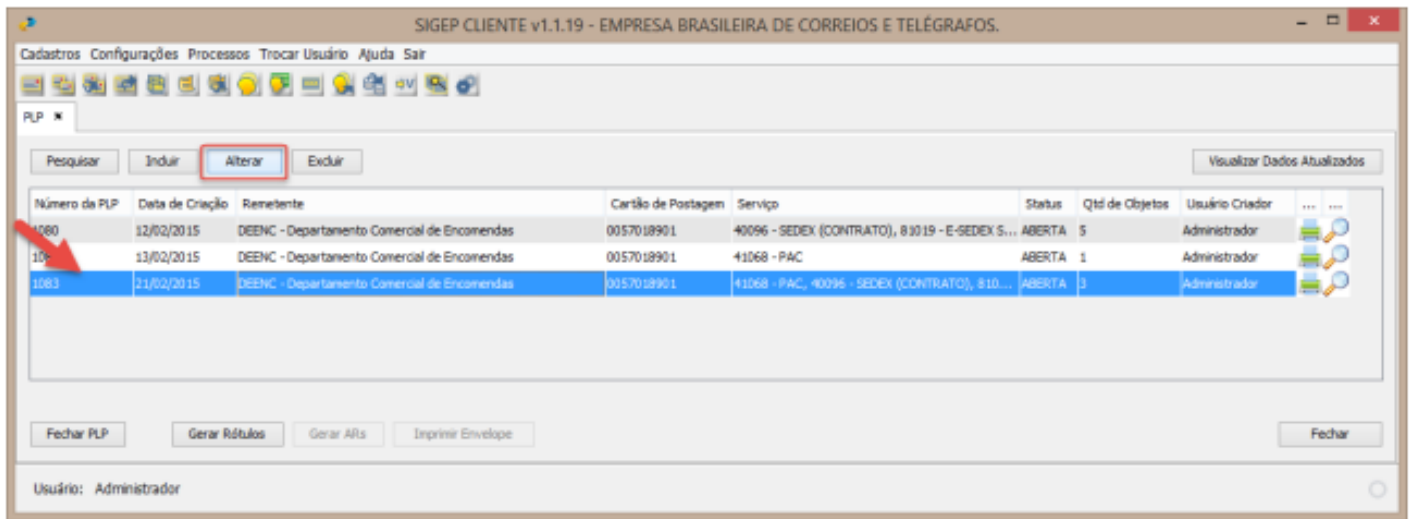 SIGEP CLIENTE v1.1.19 - EMPRESA BRASILEIRA DE CORREIOS E TELÉGRAFOS.
Cadastros Configurações Processos Trocar Usuário Ajuda Sair
PLP
Pesquisar Incluir Alterar Excluir Visualizar Dados Atualizados
Número da PLP Data de Criação Remetente Cartão de Postagem Serviço Status Qtd de Objetos Usuário Criador ... ...
1080 12/02/2015 DEENC - Departamento Comercial de Encomendas 0057018901 40096 - SEDEX (CONTRATO), 81019 - E-SEDEX S... ABERTA 5 Administrador
13/02/2015 DEENC - Departamento Comercial de Encomendas 0057018901 41068 - PAC ABERTA 1 Administrador
1083 21/02/2015 DEENC - Departamento Comercial de Encomendas 0057018901 41068 - PAC, 40096 - SEDEX (CONTRATO), 810... ABERTA 3 Administrador
Fechar PLP Gerar Rótulos Gerar ARs Imprimir Envelope Fechar
Usuário: Administrador